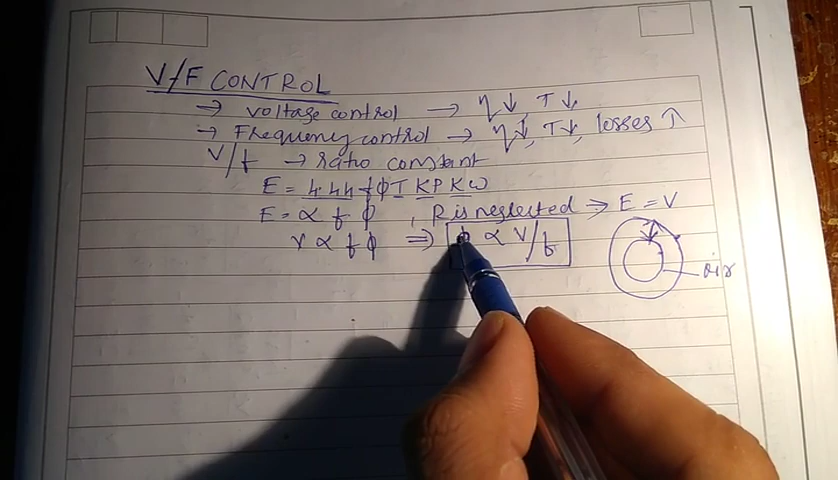 V/F CONTROL
→ voltage control → η↓ T↓,
→ Frequency control → η↓, T↓, losses ↑
V/f → ratio constant
E = 4.44 f ϕ T KP KW
E = ∝ f ϕ , R is neglected ⇒ E = V
V ∝ f ϕ ⇒ ϕ ∝ V/f
air